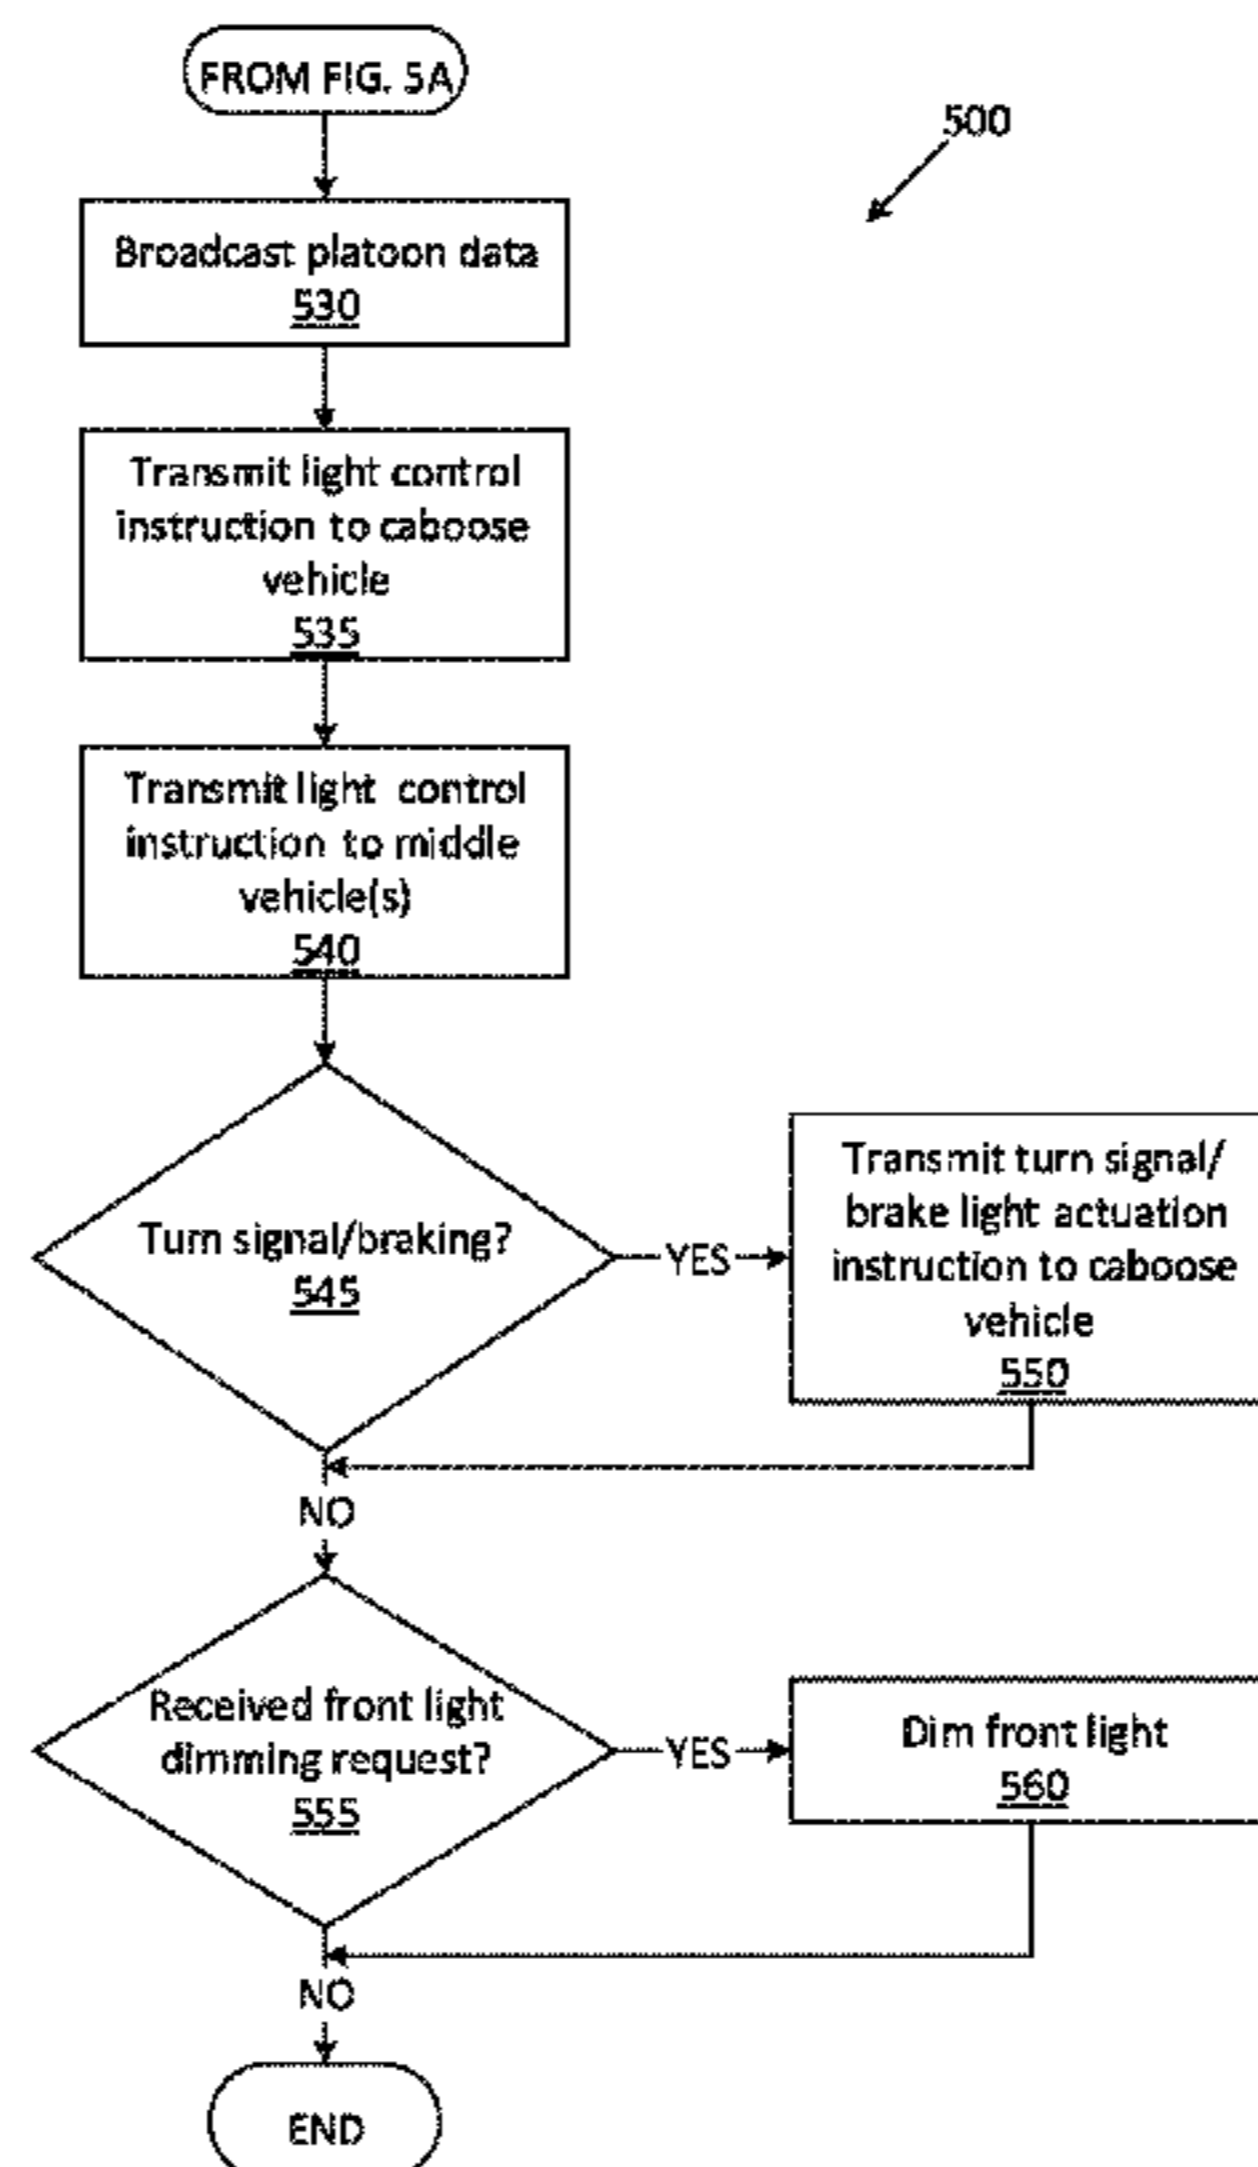 FROM FIG. 5A
500
Broadcast platoon data
530
Transmit light control
instruction to caboose
vehicle
535
Transmit light control
instruction to middle
vehicle(s)
540
Turn signal/braking?
545
YES
Transmit turn signal/
brake light actuation
instruction to caboose
vehicle
550
NO
Received front light
dimming request?
555
YES
Dim front light
560
NO
END